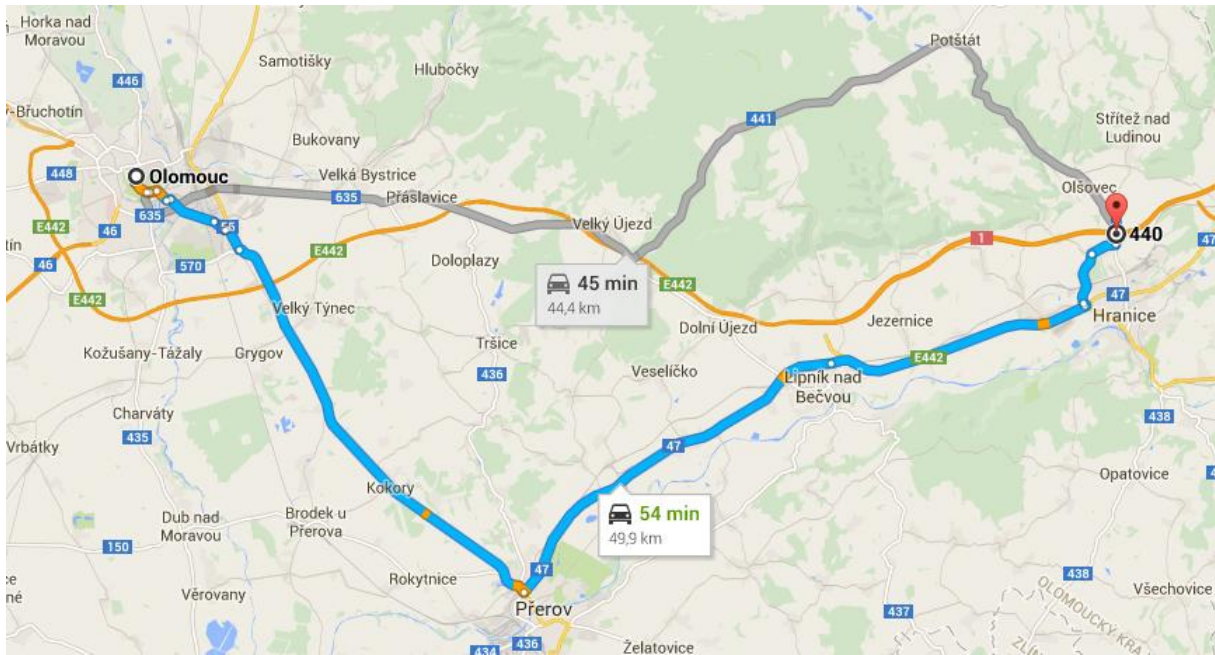 Horka nad
Moravou
Samotišky
Potštát
Hlubočky
446
-Břuchotín
441
Střítež nad
Ludinou
Bukovany
448
Olomouc
Velká Bystrice
635
Přáslavice
Olšovec
635
56
Velký Újezd
E442
46
E442
1
440
46
570
Doloplazy
45 min
44,4 km
E442
E442
47
Velký Týnec
Dolní Újezd
Jezernice
Hranice
Kožušany-Tážaly
Grygov
Tršice
E442
436
Veselíčko
Lipník nad
Bečvou
Charváty
435
438
Vrbátky
47
Opatovice
Kokory
54 min
49,9 km
Dub nad
Moravou
Brodek u
Přerova
150
47
Rokytnice
438
Věrovany
Všechovice
Přerov
437
OLOMOUCKÝ KRAJ
436
434
Želatovice